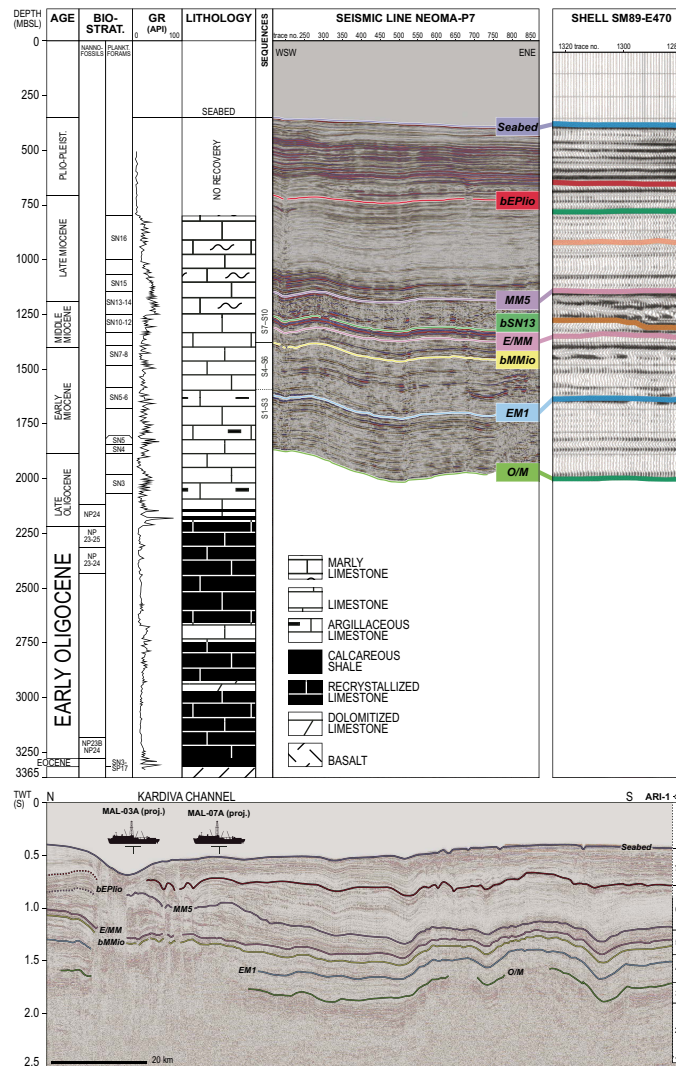 DEPTH (MBSL)
AGE
BIO-STRAT.
NANNO-FOSSILS
PLANKT. FORAMS
GR (API)
0 100
LITHOLOGY
SEQUENCES
SEISMIC LINE NEOMA-P7
trace no. 250 300 350 400 450 500 550 600 650 700 750 800 850
WSW ENE
SHELL SM89-E470
1320 trace no. 1300
0
250
500
750
1000
1250
1500
1750
2000
2250
2500
2750
3000
3250
3365
PLIO-PLEIST.
LATE MIOCENE
MIDDLE MIOCENE
EARLY MIOCENE
LATE OLIGOCENE
EARLY OLIGOCENE
EOCENE
SN16
SN15
SN13-14
SN10-12
SN7-8
SN5-6
SN5
SN4
SN3
NP24
NP 23-25
NP 23-24
NP23B NP24
SN3-SP17
SEABED
NO RECOVERY
S7-S10
S4-S6
S1-S3
Seabed
bEPlio
MM5
bSN13
E/MM
bMMio
EM1
O/M
MARLY LIMESTONE
LIMESTONE
ARGILLACEOUS LIMESTONE
CALCAREOUS SHALE
RECRYSTALLIZED LIMESTONE
DOLOMITIZED LIMESTONE
BASALT
TWT (S)
N KARDIVA CHANNEL S ARI-1
MAL-03A (proj.) MAL-07A (proj.)
0
0.5
1.0
1.5
2.0
2.5
Seabed
bEPlio
MM5
E/MM
bMMio
EM1
O/M
20 km